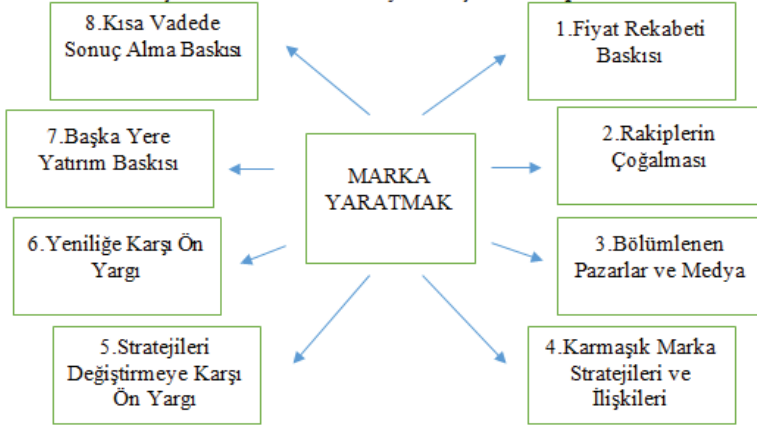 8.Kısa Vadede
Sonuç Alma Baskısı
1.Fiyat Rekabeti
Baskısı
7.Başka Yere
Yatırım Baskısı
2.Rakiplerin
Çoğalması
MARKA
YARATMAK
6.Yeniliğe Karşı Ön
Yargı
3.Bölümlenen
Pazarlar ve Medya
5.Stratejileri
Değiştirmeye Karşı
Ön Yargı
4.Karmaşık Marka
Stratejileri ve
İlişkileri